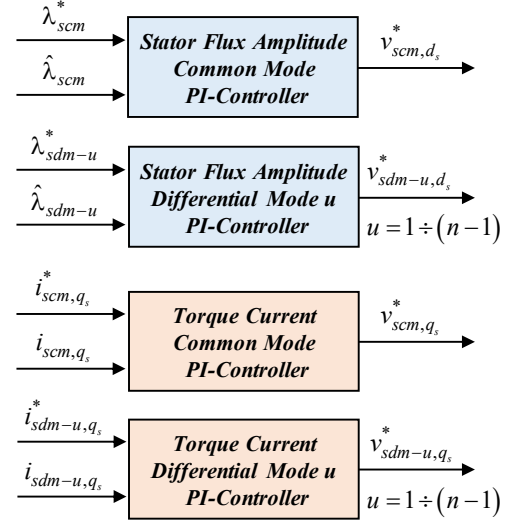 λ*scm
λ̂scm
Stator Flux Amplitude
Common Mode
PI-Controller
v*scm,ds
λ*sdm−u
λ̂sdm−u
Stator Flux Amplitude
Differential Mode u
PI-Controller
v*sdm−u,ds
u = 1 ÷ (n − 1)
i*scm,qs
iscm,qs
Torque Current
Common Mode
PI-Controller
v*scm,qs
i*sdm−u,qs
isdm−u,qs
Torque Current
Differential Mode u
PI-Controller
v*sdm−u,qs
u = 1 ÷ (n − 1)